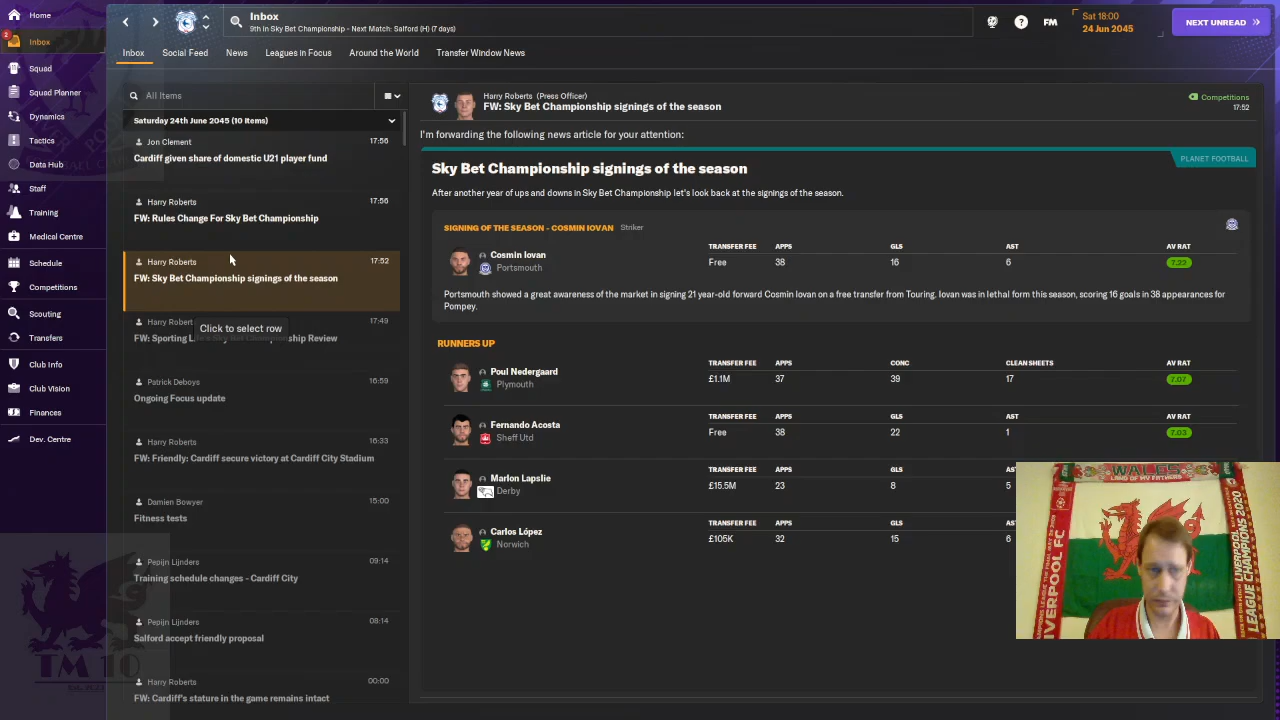 Home
Inbox
2
Squad
Squad Planner
Dynamics
Tactics
Data Hub
Staff
Training
Medical Centre
Schedule
Competitions
Scouting
Transfers
Club Info
Club Vision
Finances
Dev. Centre
Inbox
9th in Sky Bet Championship - Next Match: Salford (H) (7 days)
FM
Sat 18:00
24 Jun 2045
NEXT UNREAD
Inbox
Social Feed
News
Leagues in Focus
Around the World
Transfer Window News
All Items
Saturday 24th June 2045 (10 items)
Jon Clement
17:56
Cardiff given share of domestic U21 player fund
Harry Roberts
17:56
FW: Rules Change For Sky Bet Championship
Harry Roberts
17:52
FW: Sky Bet Championship signings of the season
Click to select row
17:49
Patrick Deboys
16:59
Ongoing Focus update
Harry Roberts
16:33
FW: Friendly: Cardiff secure victory at Cardiff City Stadium
Damien Bowyer
15:00
Fitness tests
Pepijn Lijnders
09:14
Training schedule changes - Cardiff City
Pepijn Lijnders
08:14
Salford accept friendly proposal
Harry Roberts
00:00
FW: Cardiff's stature in the game remains intact
TM 10
Harry Roberts (Press Officer)
FW: Sky Bet Championship signings of the season
Competitions
17:52
I'm forwarding the following news article for your attention:
PLANET FOOTBALL
Sky Bet Championship signings of the season
After another year of ups and downs in Sky Bet Championship let's look back at the signings of the season.
SIGNING OF THE SEASON - COSMIN IOVAN Striker
TRANSFER FEE APPS GLS AST AV RAT
Cosmin Iovan
Portsmouth
Free 38 16 6 7.22
Portsmouth showed a great awareness of the market in signing 21 year-old forward Cosmin Iovan on a free transfer from Touring. Iovan was in lethal form this season, scoring 16 goals in 38 appearances for
Pompey.
RUNNERS UP
TRANSFER FEE APPS CONC CLEAN SHEETS AV RAT
Poul Nedergaard
Plymouth
£1.1M 37 39 17 7.07
TRANSFER FEE APPS GLS AST AV RAT
Fernando Acosta
Sheff Utd
Free 38 22 1 7.03
TRANSFER FEE APPS GLS AST
Marlon Lapslie
Derby
£15.5M 23 8 5
TRANSFER FEE APPS GLS AST
Carlos López
Norwich
£105K 32 15 6
WALES
LAND OF MY FATHERS
LIVERPOOL FC
LIVERPOOL